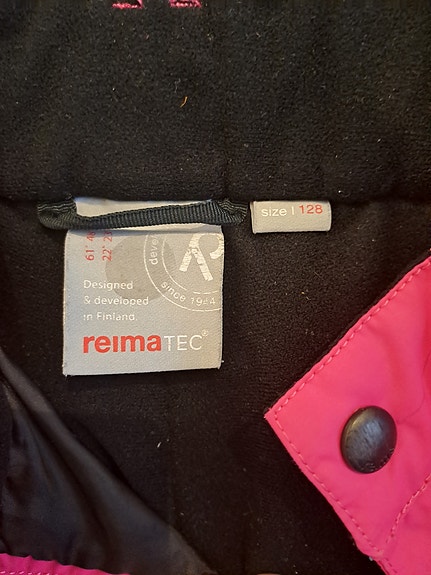 size | 128
since 1944
Designed
& developed
in Finland.
reimaTEC®